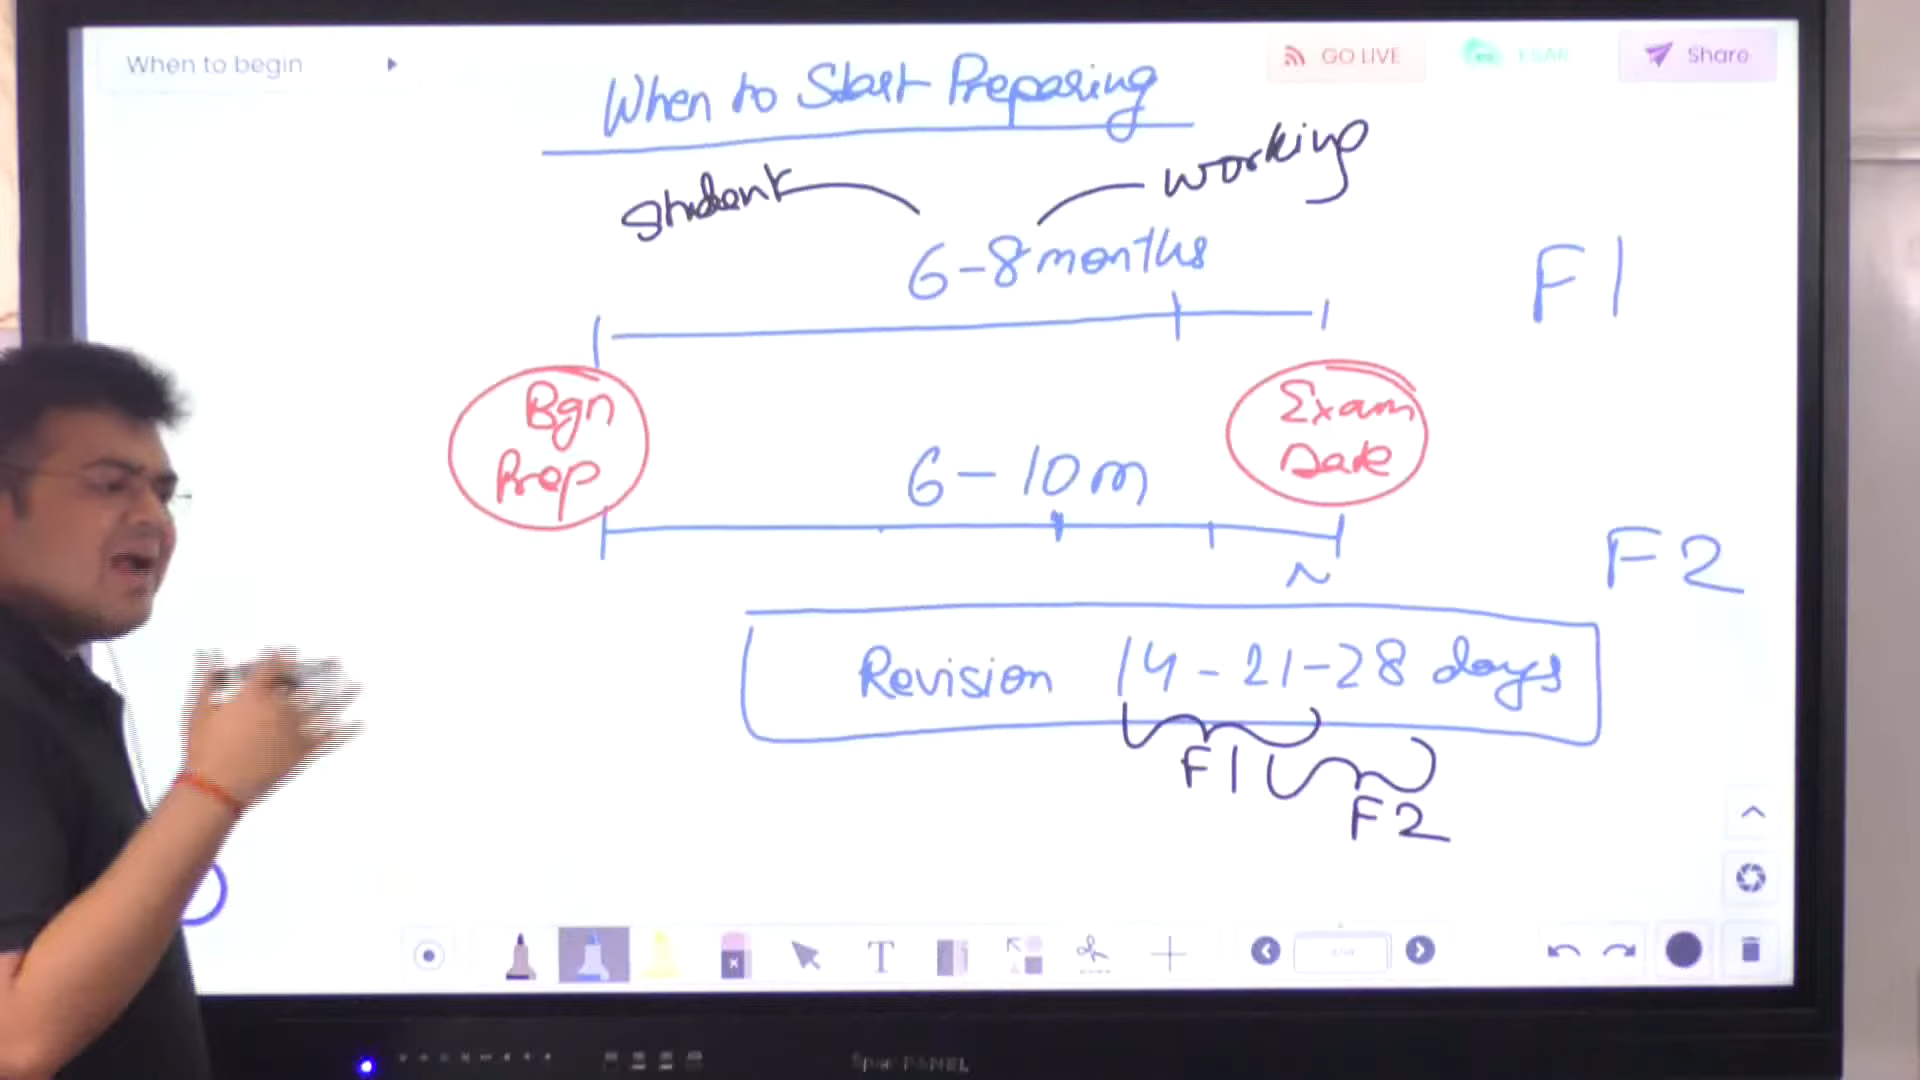 When to begin
GO LIVE
Share
When to Start Preparing
student
working
6-8 months
F1
Bgn
Prep
Exam
Date
6-10 m
F2
Revision 14-21-28 days
F1
F2
T